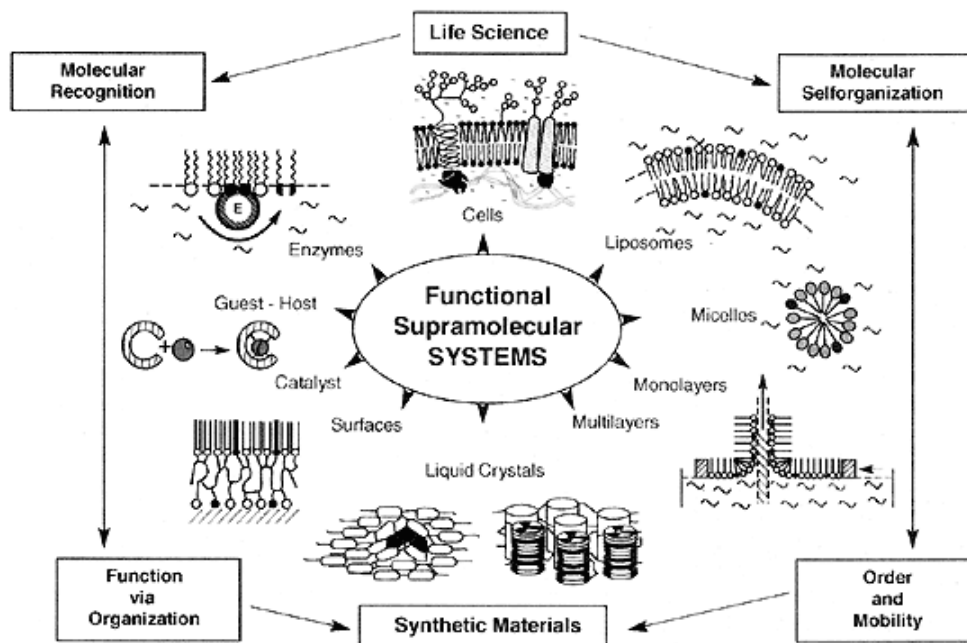 Life Science
Molecular
Recognition
Molecular
Selforganization
E
Cells
Enzymes
Liposomes
Guest - Host
Functional
Supramolecular
SYSTEMS
Micelles
+
Catalyst
Monolayers
Surfaces
Multilayers
Liquid Crystals
Function
via
Organization
Synthetic Materials
Order
and
Mobility